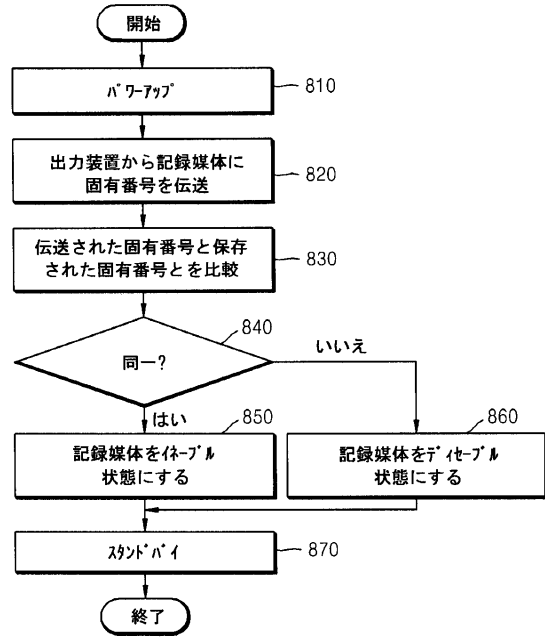 開始
ﾊﾟﾜｰｱｯﾌﾟ
810
出力装置から記録媒体に
固有番号を伝送
820
伝送された固有番号と保存
された固有番号とを比較
830
840
同一?
いいえ
はい
850
記録媒体をｲﾈｰﾌﾞﾙ
状態にする
860
記録媒体をﾃﾞｨｾｰﾌﾞﾙ
状態にする
ｽﾀﾝﾄﾞﾊﾞｲ
870
終了